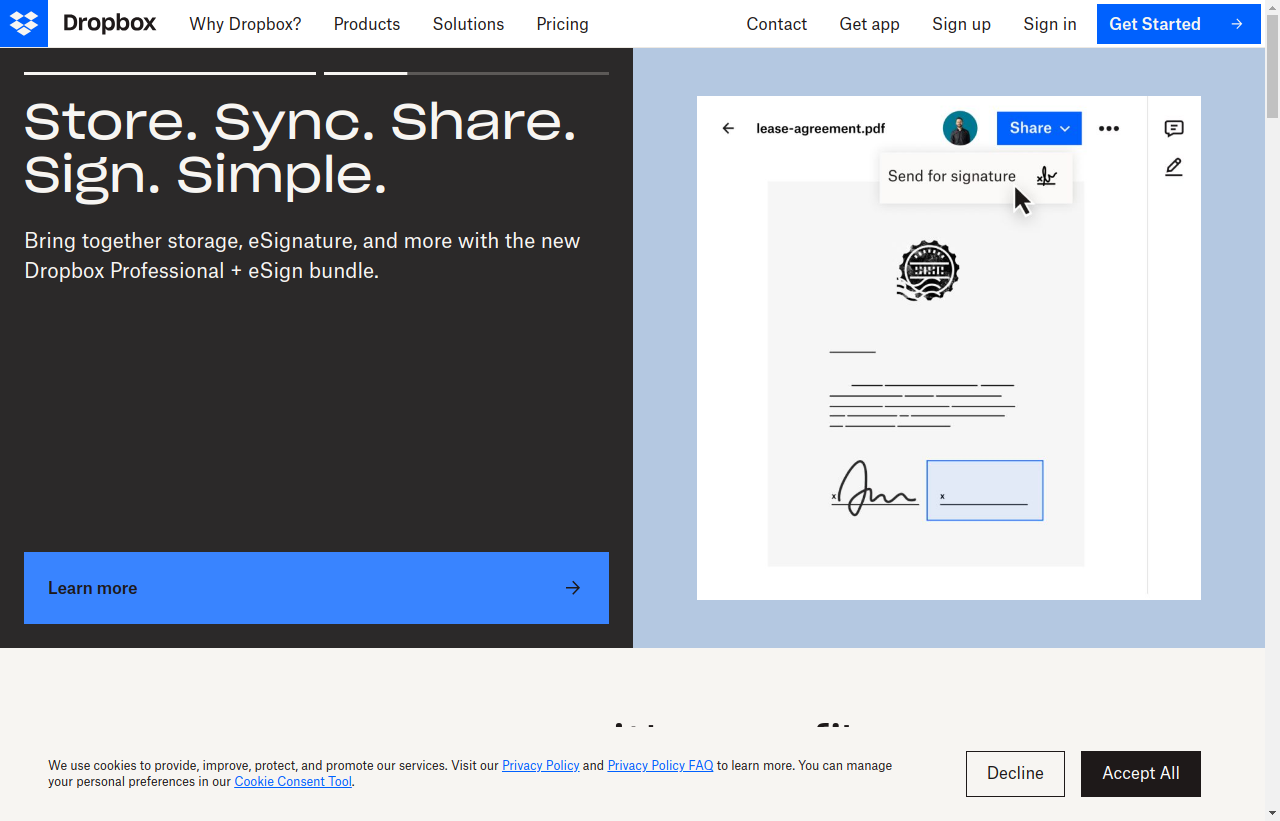 Dropbox
Why Dropbox?
Products
Solutions
Pricing
Contact
Get app
Sign up
Sign in
Get Started
Store. Sync. Share.
Sign. Simple.
Bring together storage, eSignature, and more with the new
Dropbox Professional + eSign bundle.
Learn more
lease-agreement.pdf
Share
Send for signature
x
x
We use cookies to provide, improve, protect, and promote our services. Visit our Privacy Policy and Privacy Policy FAQ to learn more. You can manage
your personal preferences in our Cookie Consent Tool.
Decline
Accept All